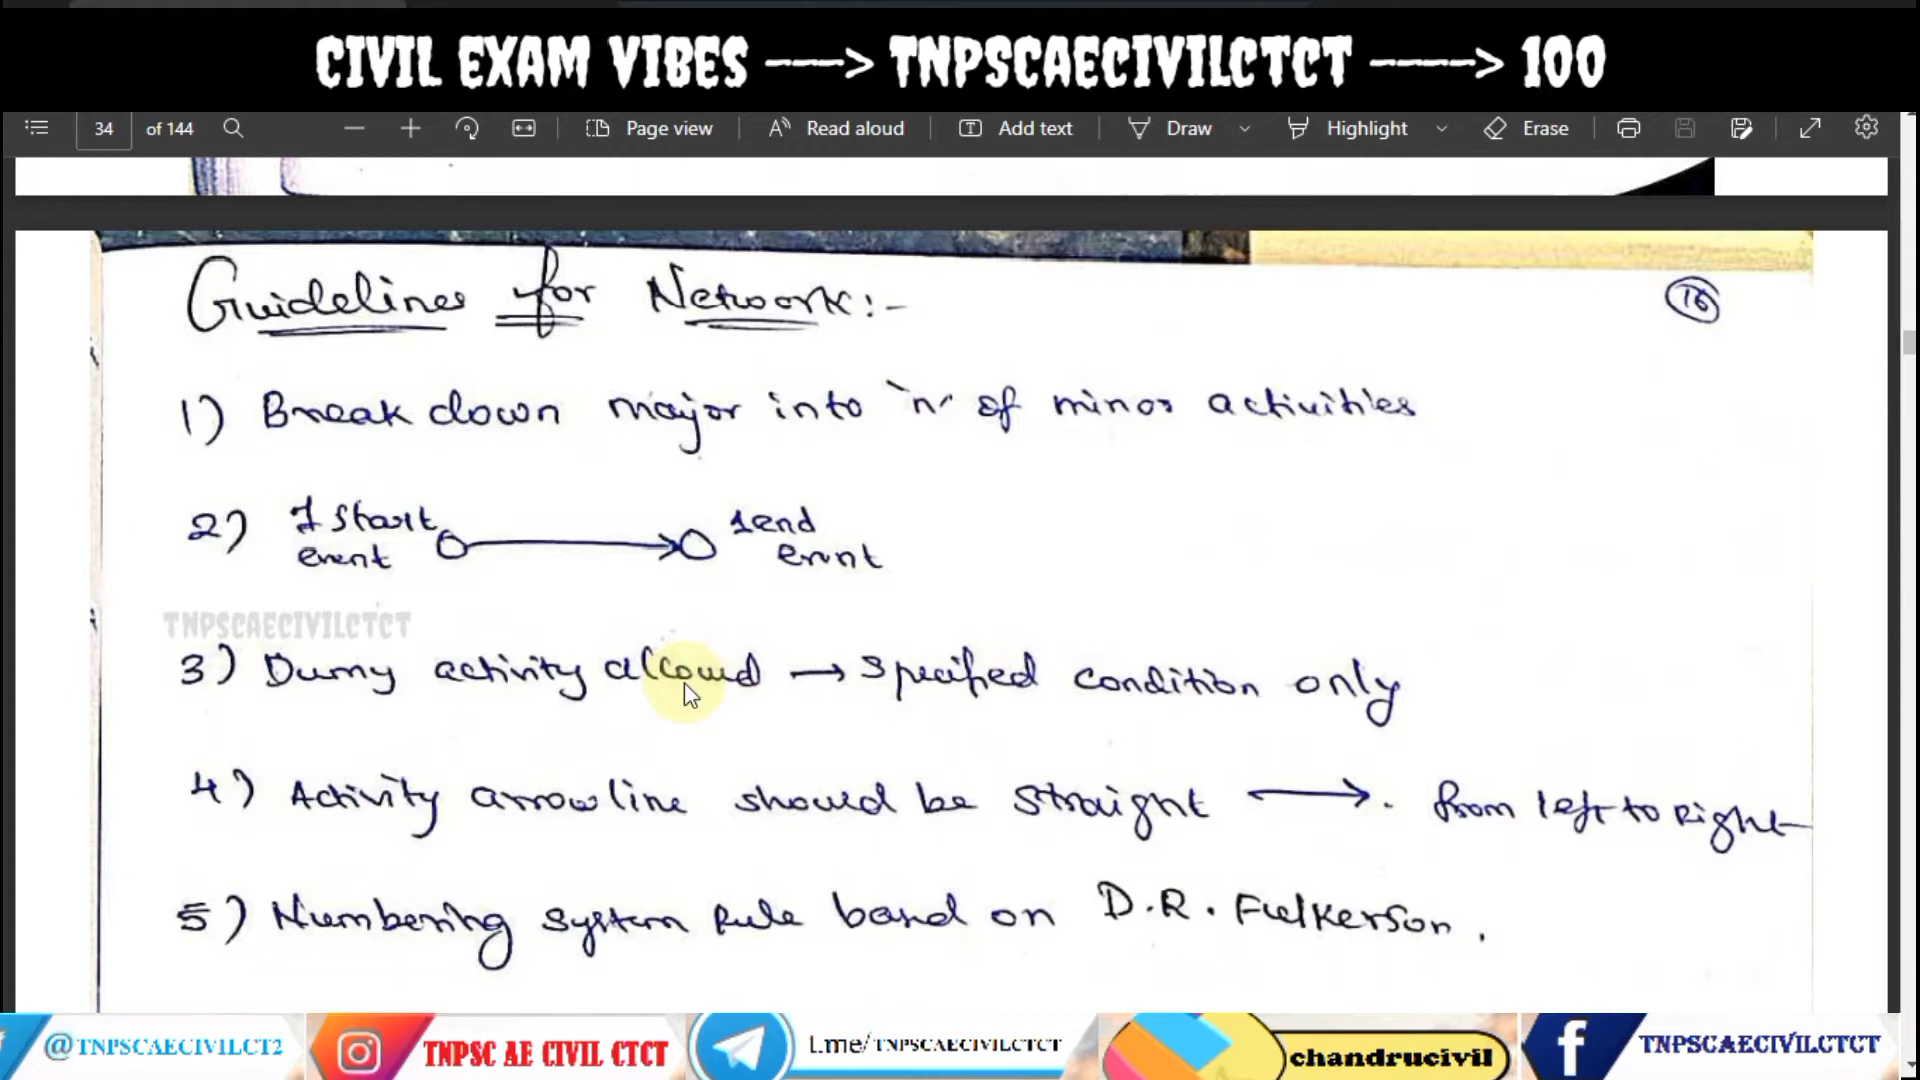 CIVIL EXAM VIBES ---> TNPSCAECIVILCTCT ----> 100
34 of 144 Page view Read aloud Add text Draw Highlight Erase
Guidelines for Network:-
16
1) Break down major into 'n' of minor activities
2) 1 Start event 1 end event
TNPSCAECIVILCTCT
3) Dumy activity allowed → Specified condition only
4) Activity arrow line should be straight → . from left to right
5) Numbering system Rule based on D.R. Fulkerson.
@TNPSCAECIVILCT2 TNPSC AE CIVIL CTCT t.me/TNPSCAECIVILCTCT chandrucivil f TNPSCAECIVILCTCT